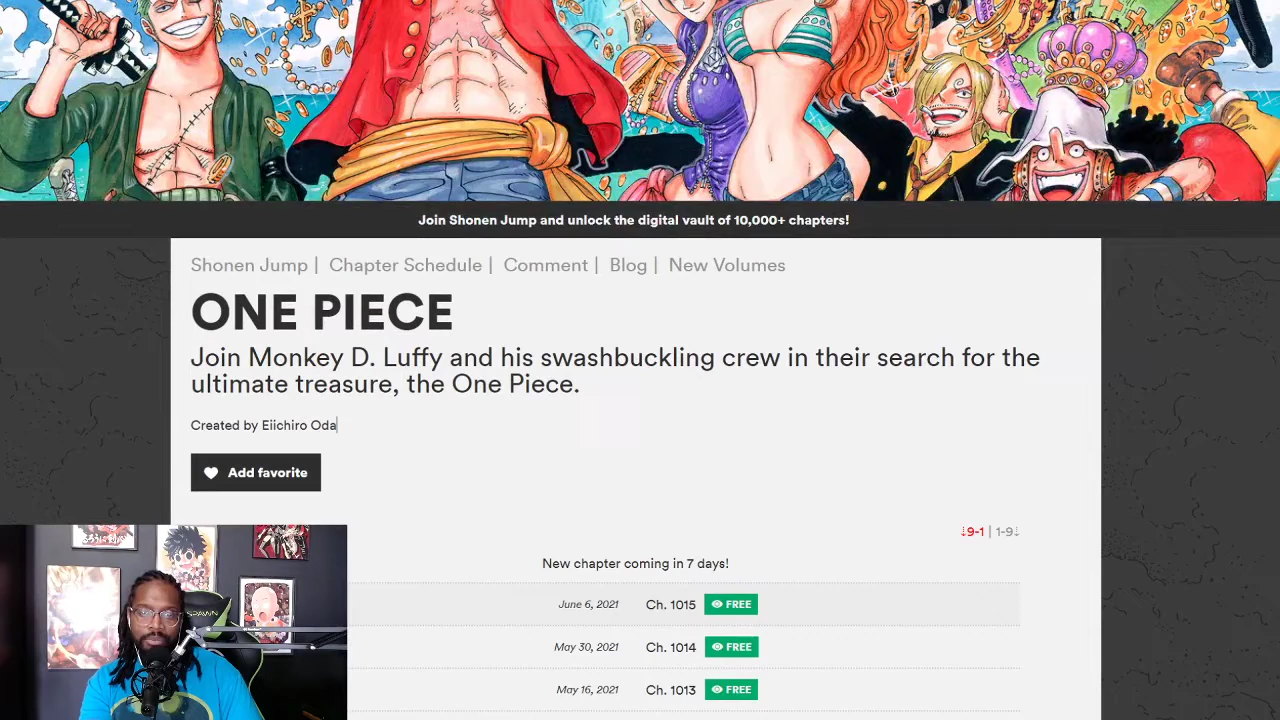 Join Shonen Jump and unlock the digital vault of 10,000+ chapters!
Shonen Jump | Chapter Schedule | Comment | Blog | New Volumes
ONE PIECE
Join Monkey D. Luffy and his swashbuckling crew in their search for the
ultimate treasure, the One Piece.
Created by Eiichiro Oda
Add favorite
↓9-1 | 1-9↓
New chapter coming in 7 days!
June 6, 2021 Ch. 1015 FREE
May 30, 2021 Ch. 1014 FREE
May 16, 2021 Ch. 1013 FREE
SPAWN